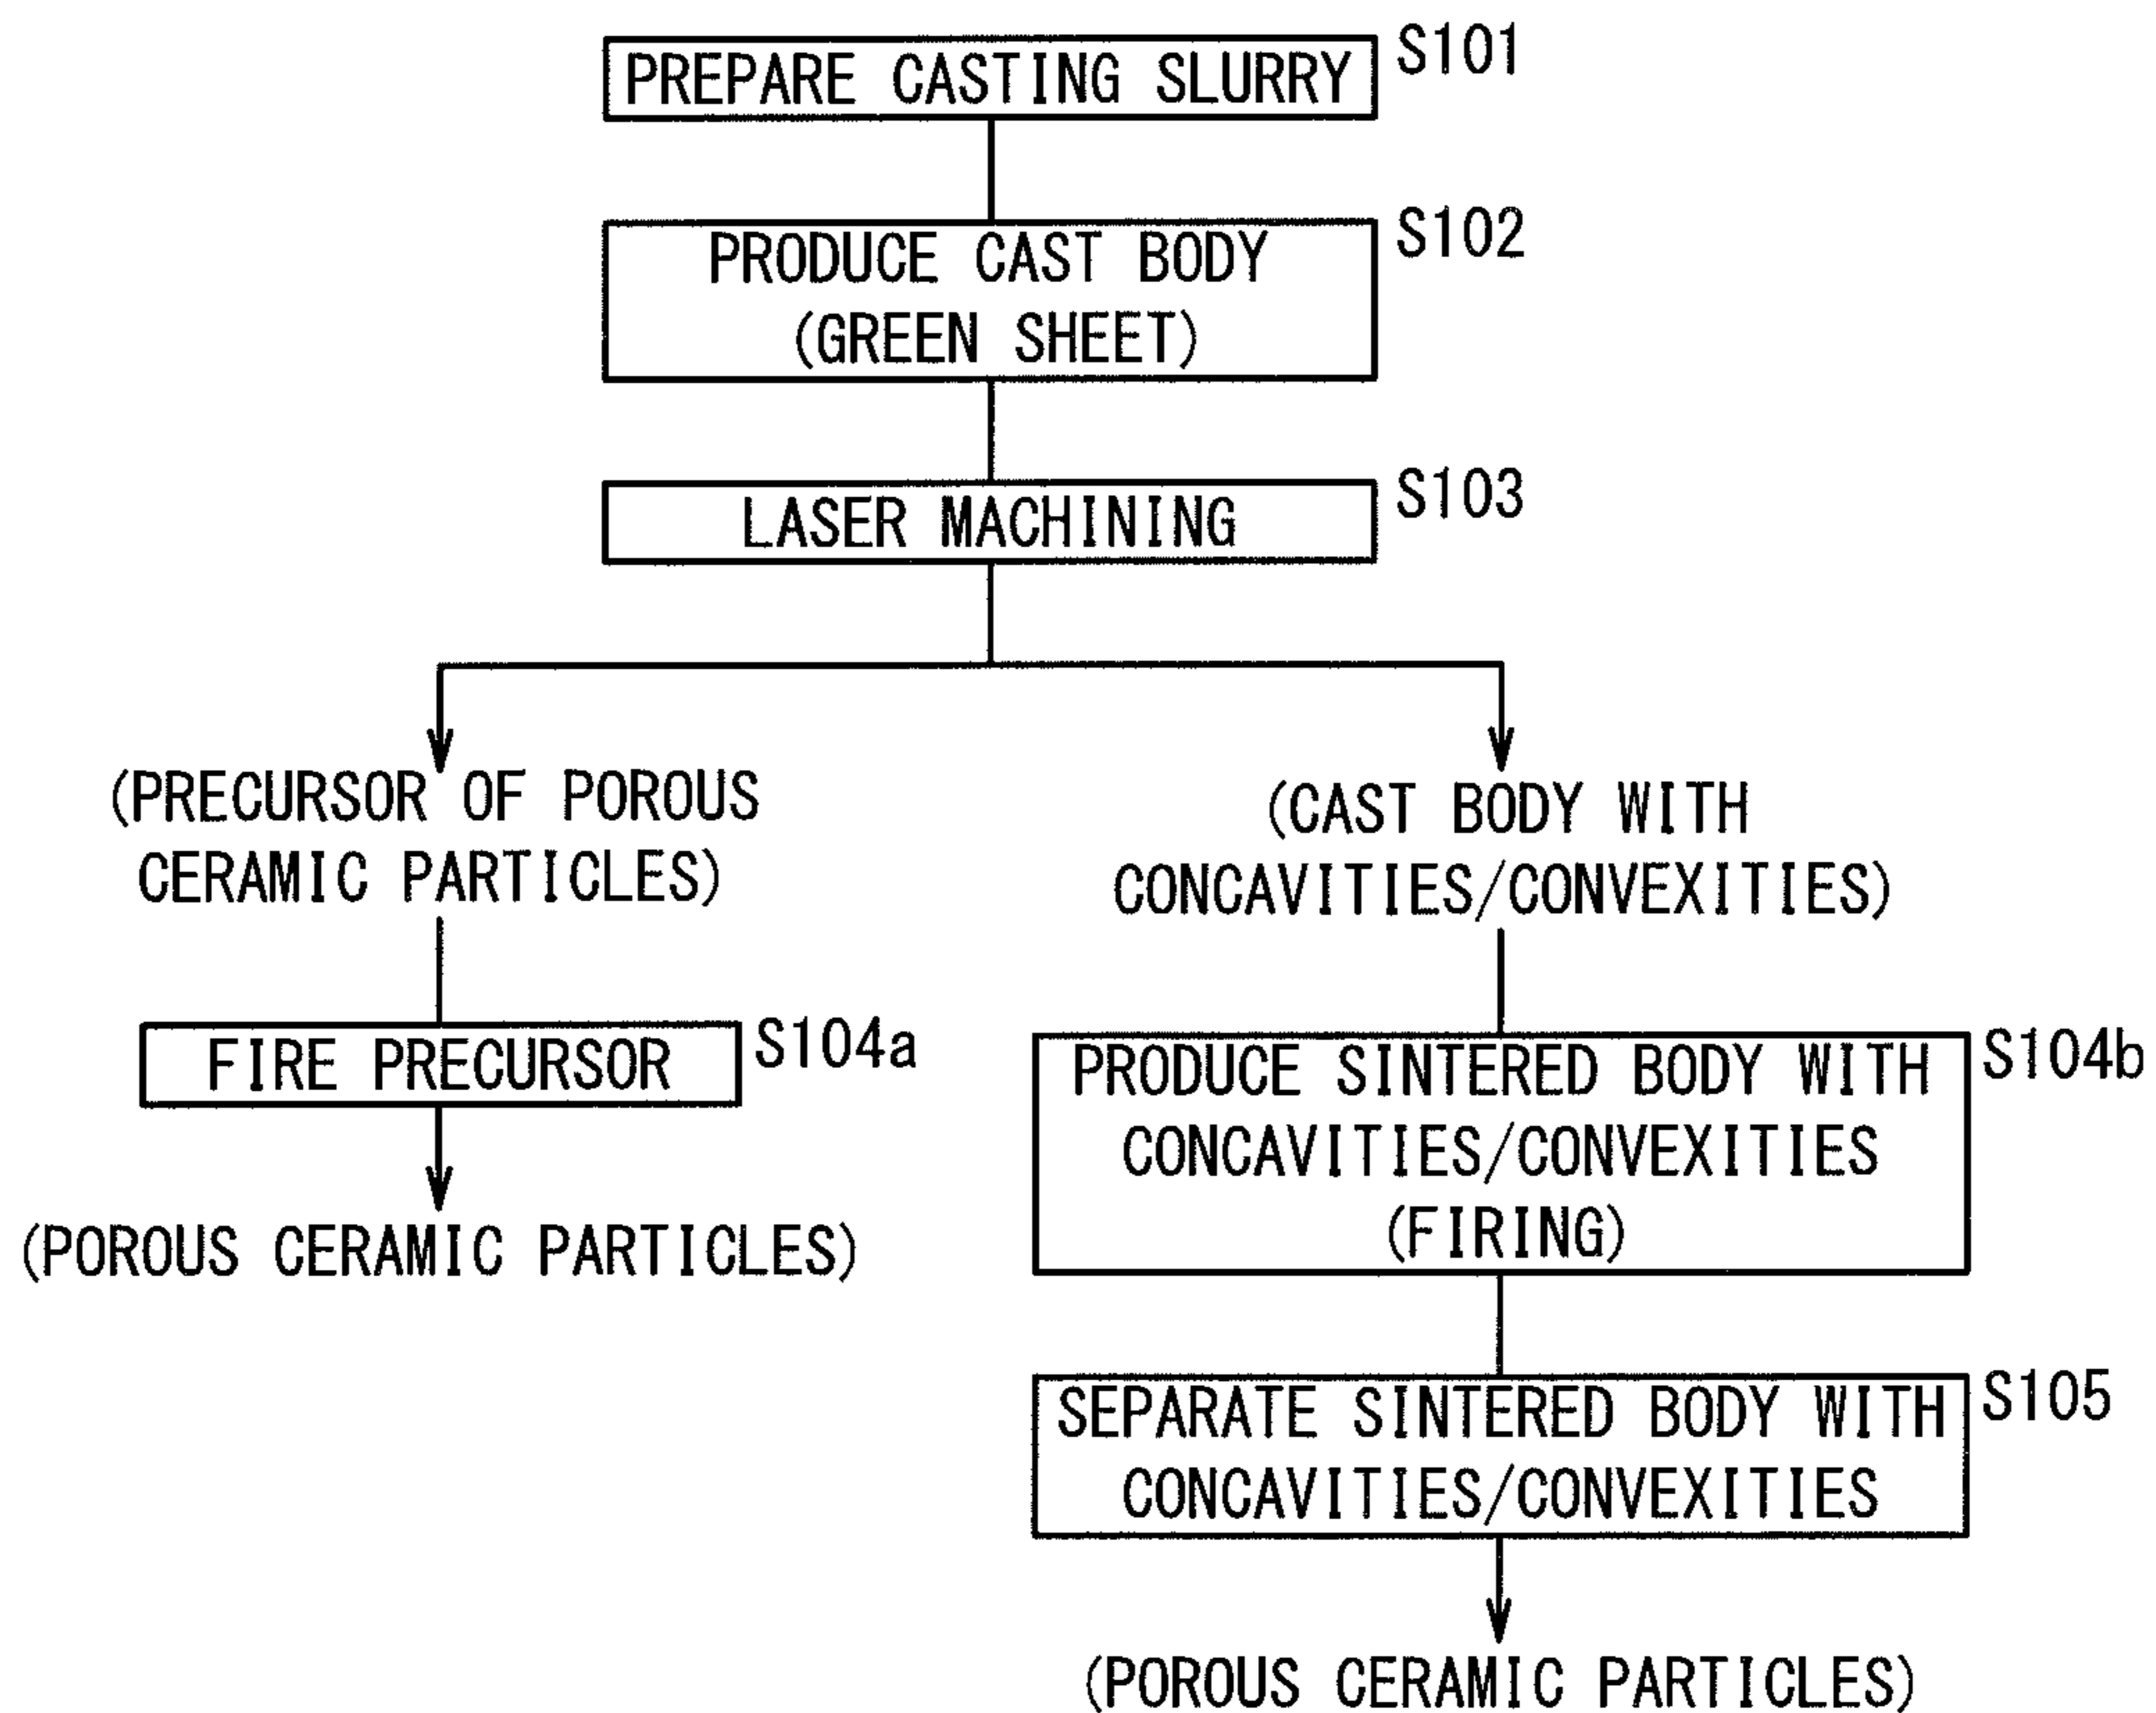 PREPARE CASTING SLURRY
S101
PRODUCE CAST BODY
(GREEN SHEET)
S102
LASER MACHINING
S103
(PRECURSOR OF POROUS
CERAMIC PARTICLES)
FIRE PRECURSOR
S104a
(POROUS CERAMIC PARTICLES)
(CAST BODY WITH
CONCAVITIES/CONVEXITIES)
PRODUCE SINTERED BODY WITH
CONCAVITIES/CONVEXITIES
(FIRING)
S104b
SEPARATE SINTERED BODY WITH
CONCAVITIES/CONVEXITIES
S105
(POROUS CERAMIC PARTICLES)